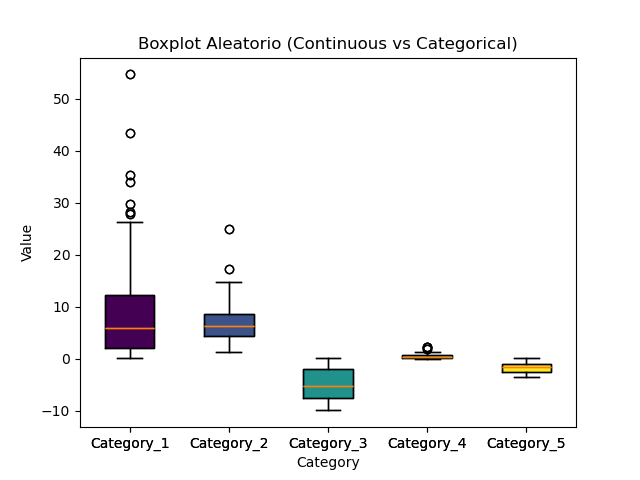 Boxplot Aleatorio (Continuous vs Categorical)
50
40
30
20
10
0
−10
Value
Category_1 Category_2 Category_3 Category_4 Category_5
Category